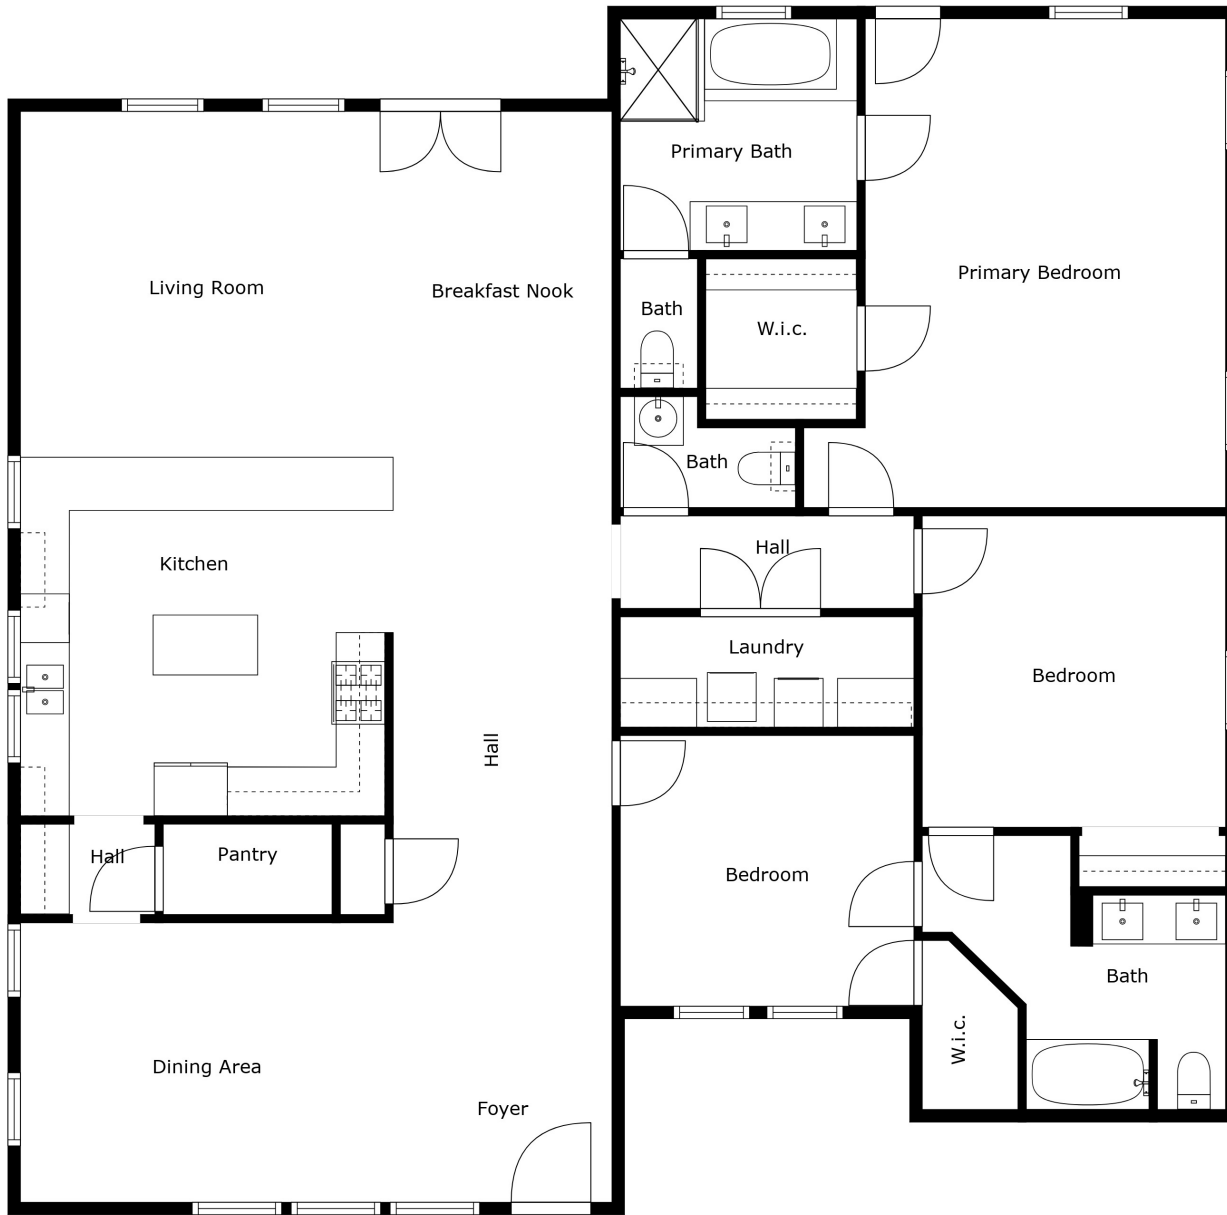 Primary Bath
Living Room
Breakfast Nook
Bath
W.i.c.
Primary Bedroom
Bath
Kitchen
Hall
Laundry
Bedroom
Hall
Hall
Pantry
Bedroom
Bath
W.i.c.
Dining Area
Foyer